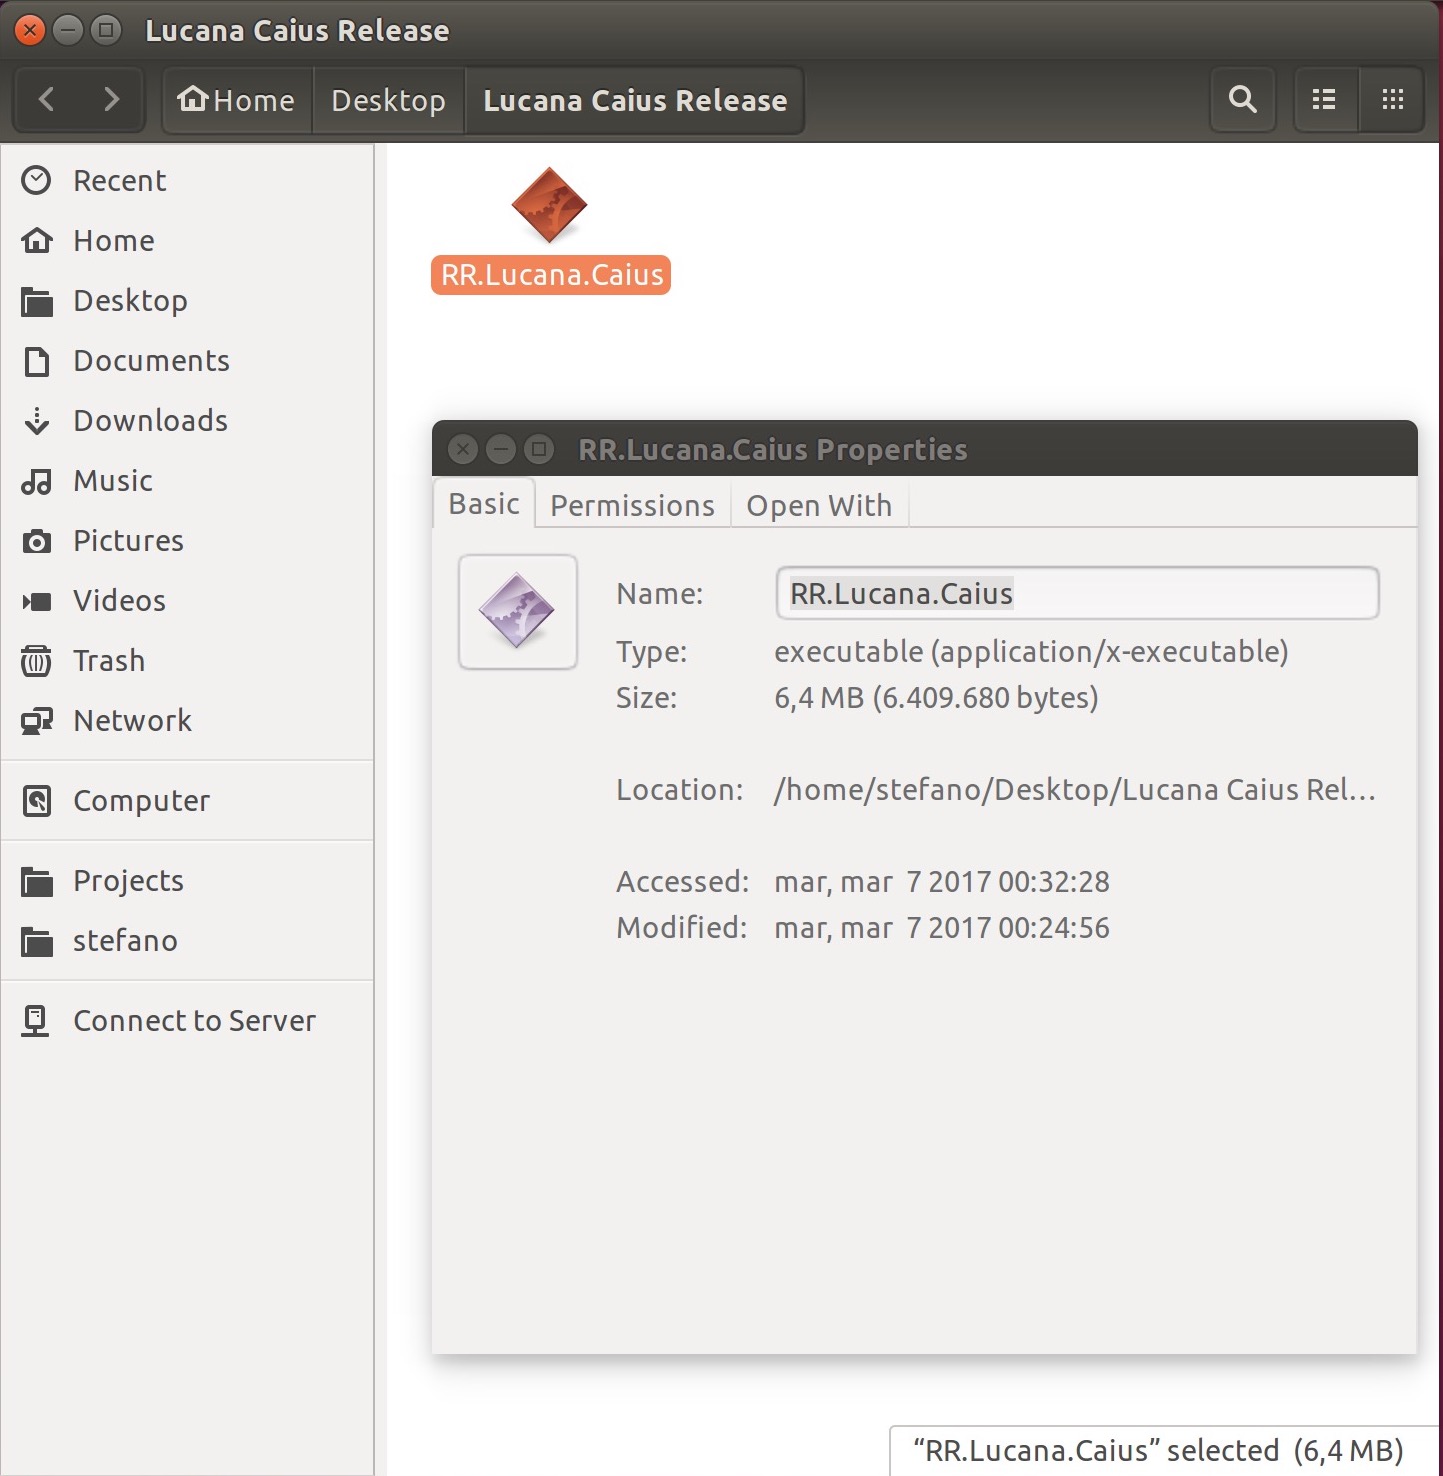 Lucana Caius Release
Home Desktop Lucana Caius Release
Recent
Home
Desktop
Documents
Downloads
Music
Pictures
Videos
Trash
Network
Computer
Projects
stefano
Connect to Server
RR.Lucana.Caius
RR.Lucana.Caius Properties
Basic Permissions Open With
Name: RR.Lucana.Caius
Type: executable (application/x-executable)
Size: 6,4 MB (6.409.680 bytes)
Location: /home/stefano/Desktop/Lucana Caius Rel…
Accessed: mar, mar 7 2017 00:32:28
Modified: mar, mar 7 2017 00:24:56
“RR.Lucana.Caius” selected (6,4 MB)